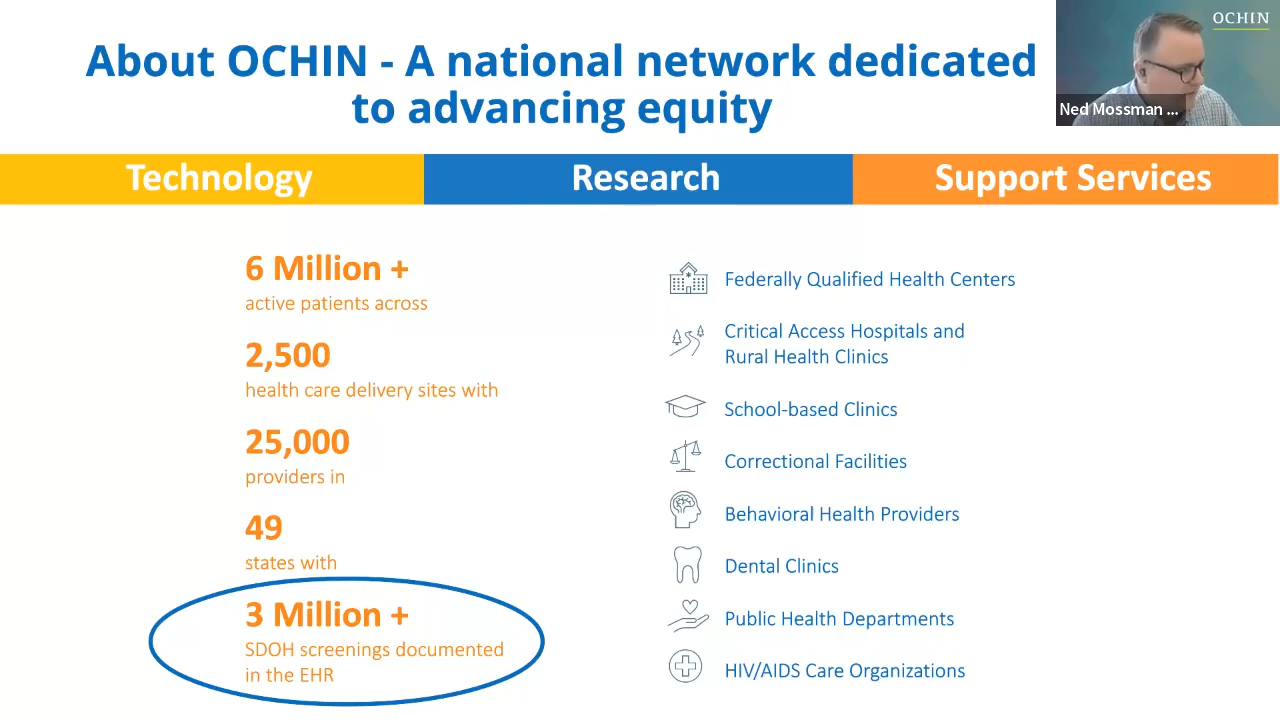 About OCHIN - A national network dedicated
to advancing equity
OCHIN
Ned Mossman ...
Technology
Research
Support Services
6 Million +
active patients across
2,500
health care delivery sites with
25,000
providers in
49
states with
3 Million +
SDOH screenings documented
in the EHR
Federally Qualified Health Centers
Critical Access Hospitals and
Rural Health Clinics
School-based Clinics
Correctional Facilities
Behavioral Health Providers
Dental Clinics
Public Health Departments
HIV/AIDS Care Organizations